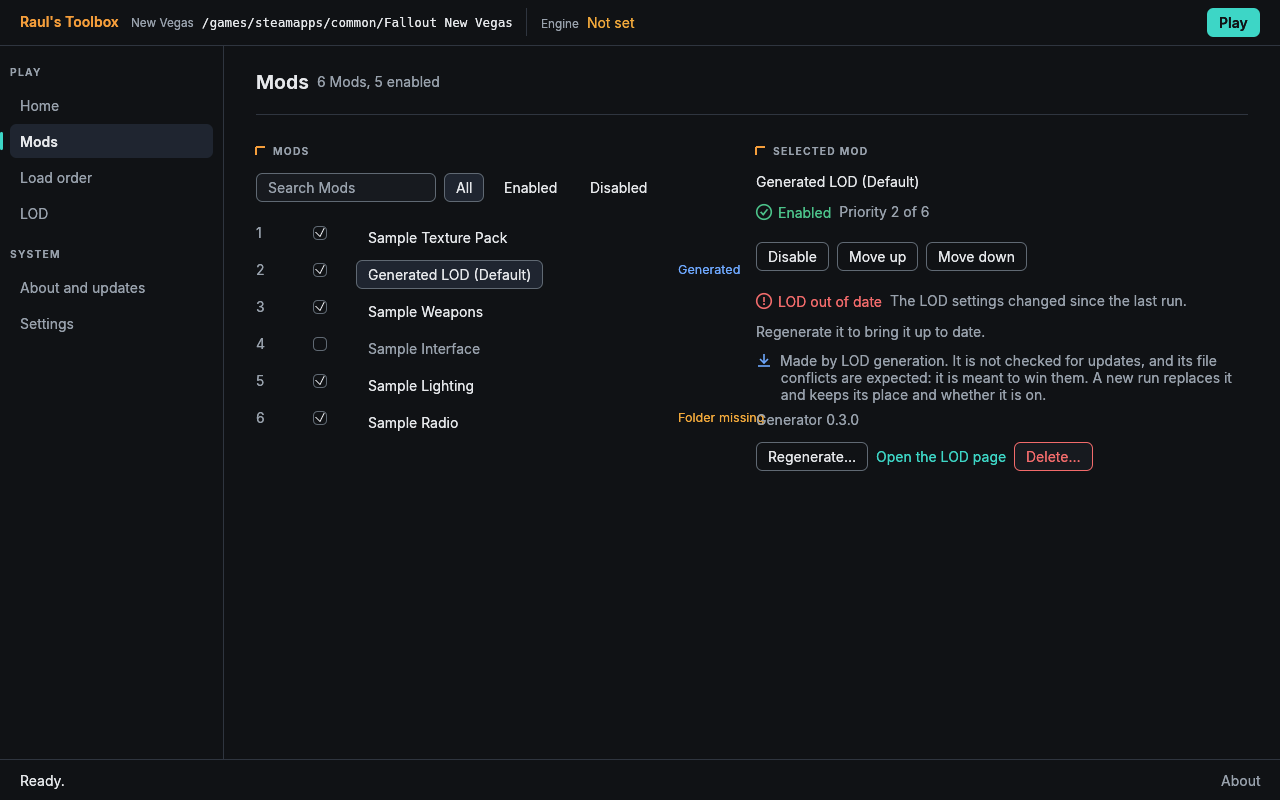 Raul's Toolbox New Vegas /games/steamapps/common/Fallout New Vegas Engine Not set Play
PLAY
Home
Mods
Load order
LOD
SYSTEM
About and updates
Settings
Mods 6 Mods, 5 enabled
MODS
Search Mods All Enabled Disabled
1 Sample Texture Pack
2 Generated LOD (Default) Generated
3 Sample Weapons
4 Sample Interface
5 Sample Lighting
6 Sample Radio Folder missing
SELECTED MOD
Generated LOD (Default)
Enabled Priority 2 of 6
Disable Move up Move down
LOD out of date The LOD settings changed since the last run.
Regenerate it to bring it up to date.
Made by LOD generation. It is not checked for updates, and its file
conflicts are expected: it is meant to win them. A new run replaces it
and keeps its place and whether it is on.
Generator 0.3.0
Regenerate... Open the LOD page Delete...
Ready. About